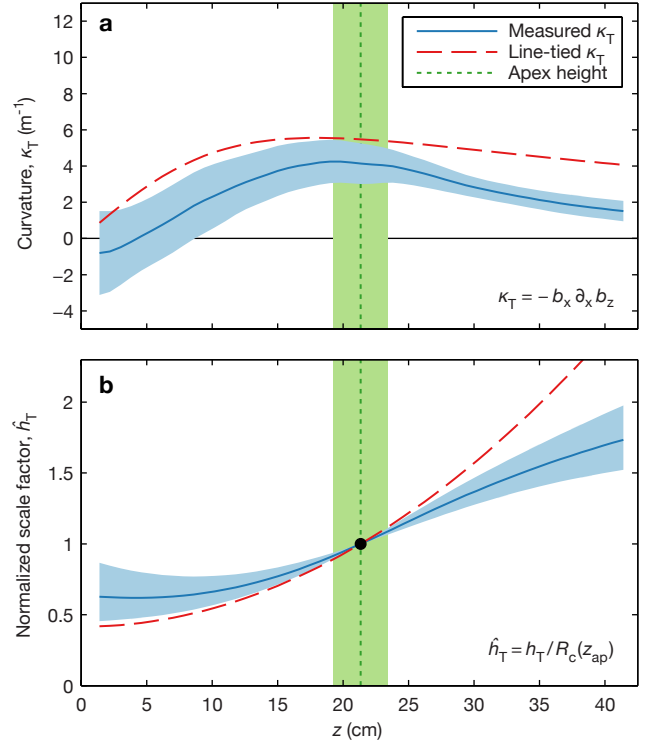 a
12
10
8
6
4
2
0
−2
−4
Curvature, κT (m-1)
Measured κT
Line-tied κT
Apex height
κT = − bx ∂x bz
b
2
1.5
1
0.5
0
Normalized scale factor, ĥT
ĥT = hT / Rc(zap)
0 5 10 15 20 25 30 35 40
z (cm)